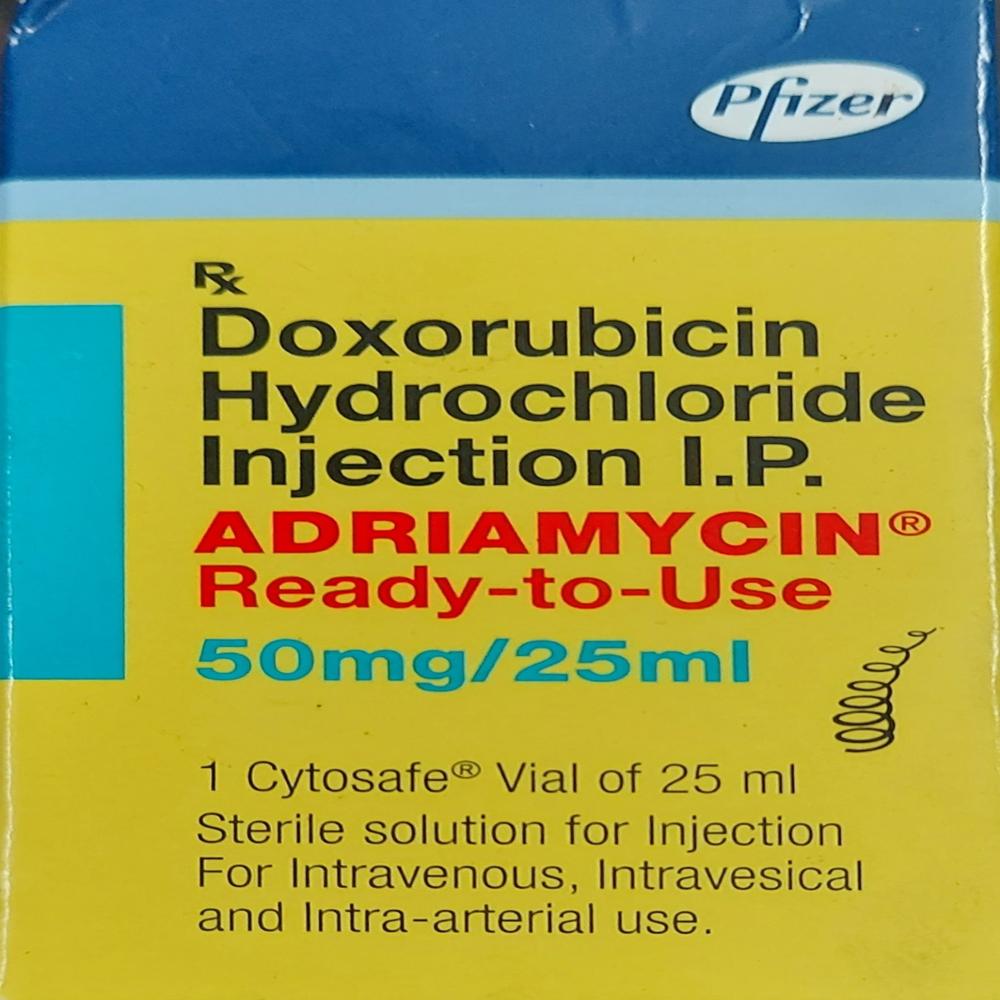 Pfizer
Rx
Doxorubicin
Hydrochloride
Injection I.P.
ADRIAMYCIN®
Ready-to-Use
50mg/25ml
1 Cytosafe® Vial of 25 ml
Sterile solution for Injection
For Intravenous, Intravesical
and Intra-arterial use.